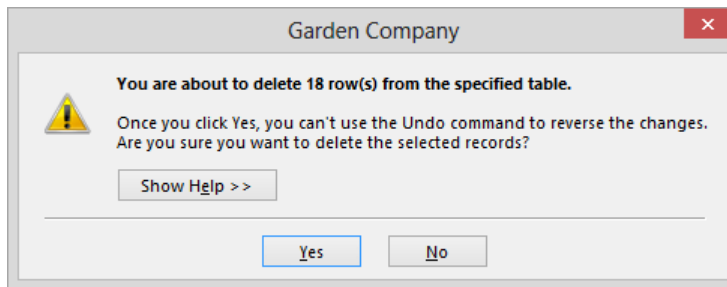 Garden Company
You are about to delete 18 row(s) from the specified table.
Once you click Yes, you can't use the Undo command to reverse the changes.
Are you sure you want to delete the selected records?
Show Help >>
Yes No